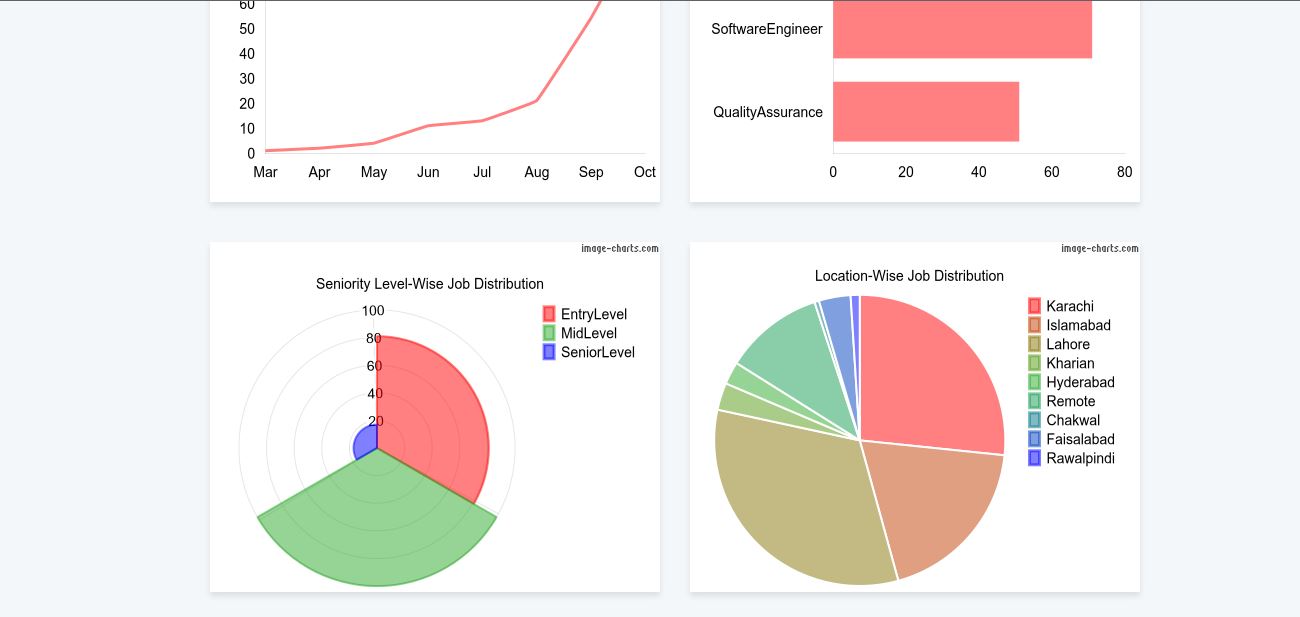 60
50
40
30
20
10
0
Mar Apr May Jun Jul Aug Sep Oct
SoftwareEngineer
QualityAssurance
0 20 40 60 80
image-charts.com
Seniority Level-Wise Job Distribution
100
80
60
40
20
EntryLevel
MidLevel
SeniorLevel
image-charts.com
Location-Wise Job Distribution
Karachi
Islamabad
Lahore
Kharian
Hyderabad
Remote
Chakwal
Faisalabad
Rawalpindi